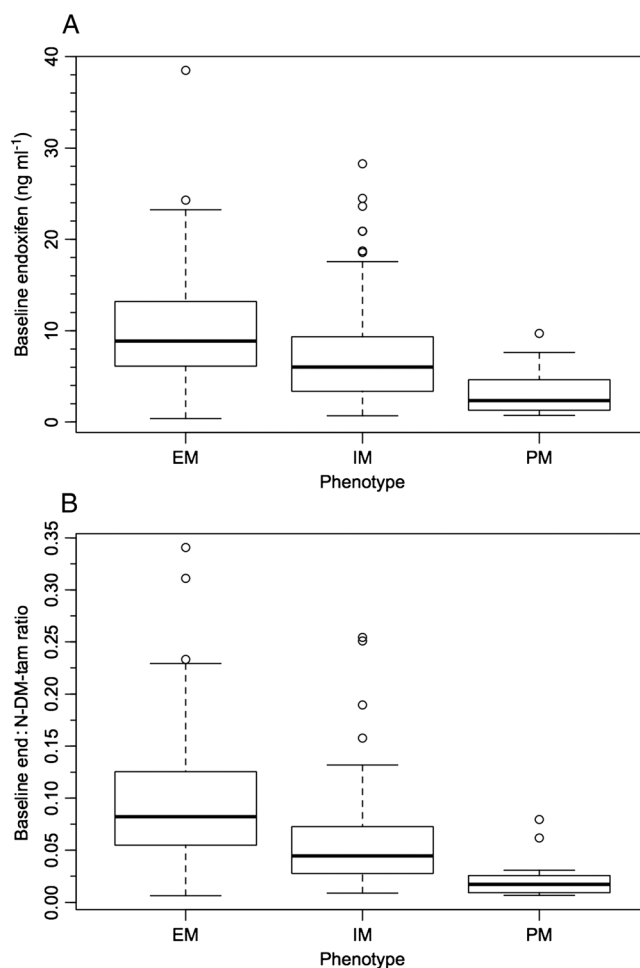 A
Baseline endoxifen (ng ml⁻¹)
40
30
20
10
0
EM IM PM
Phenotype
B
Baseline end:N-DM-tam ratio
0.35
0.30
0.25
0.20
0.15
0.10
0.05
0.00
EM IM PM
Phenotype